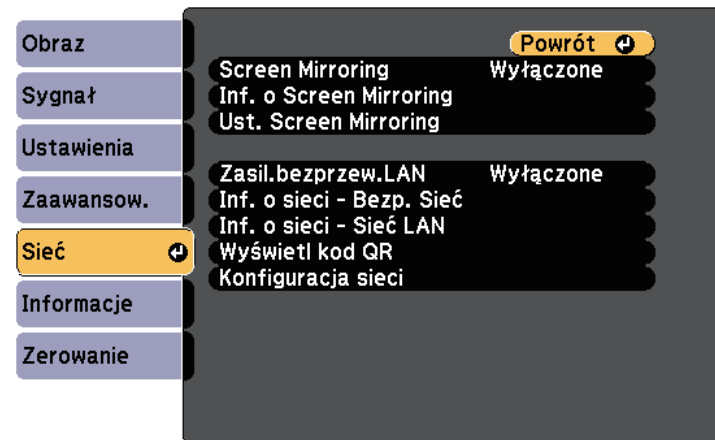 Obraz
Sygnał
Ustawienia
Zaawansow.
Sieć
Informacje
Zerowanie
Powrót
Screen Mirroring Wyłączone
Inf. o Screen Mirroring
Ust. Screen Mirroring
Zasil.bezprzew.LAN Wyłączone
Inf. o sieci - Bezp. Sieć
Inf. o sieci - Sieć LAN
Wyświetl kod QR
Konfiguracja sieci